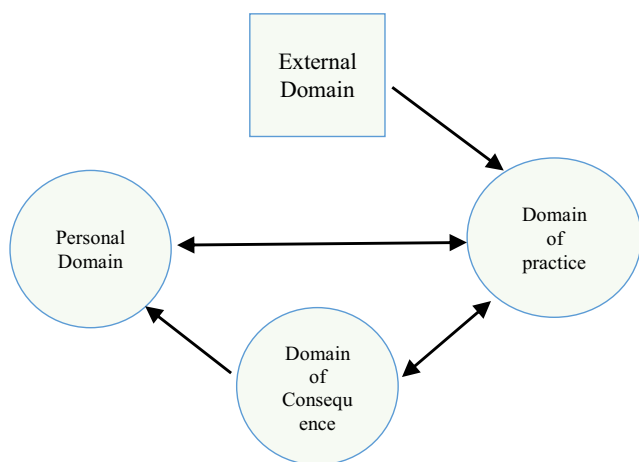 External
Domain
Personal
Domain
Domain
of
practice
Domain
of
Consequ
ence